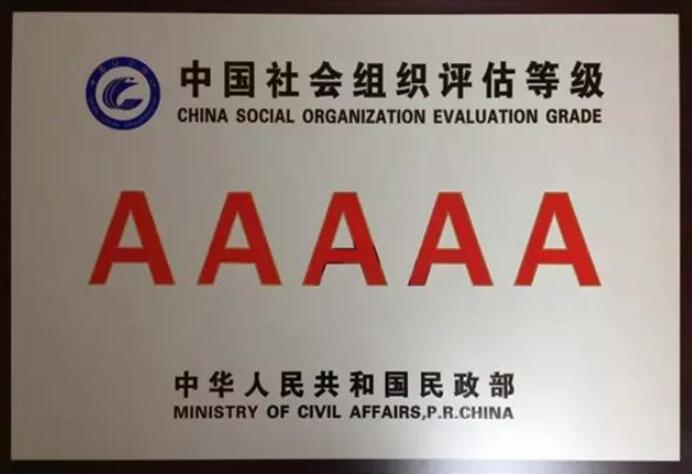 中国社会组织评估等级
CHINA SOCIAL ORGANIZATION EVALUATION GRADE
AAAAA
中华人民共和国民政部
MINISTRY OF CIVIL AFFAIRS,P.R.CHINA